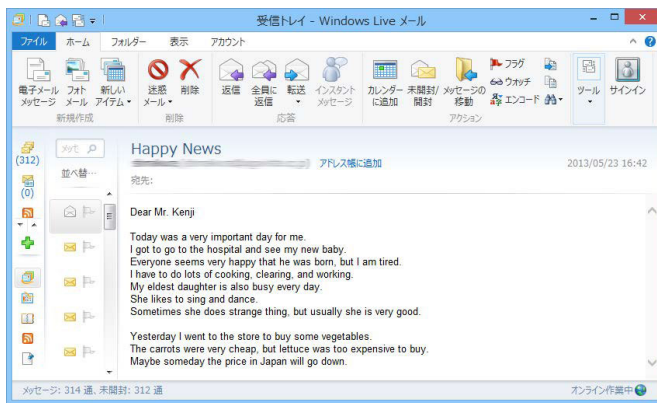 受信トレイ - Windows Live メール
ファイル ホーム フォルダー 表示 アカウント
電子メール メッセージ フォト メール 新しい アイテム 迷惑 メール 削除 返信 全員に 返信 転送 インスタント メッセージ カレンダー に追加 未開封/ 開封 メッセージの 移動 フラグ ウォッチ エンコード ツール サインイン
新規作成 削除 応答 アクション
(312)
(0)
並べ替…
Happy News
アドレス帳に追加
2013/05/23 16:42
宛先:
Dear Mr. Kenji
Today was a very important day for me.
I got to go to the hospital and see my new baby.
Everyone seems very happy that he was born, but I am tired.
I have to do lots of cooking, clearing, and working.
My eldest daughter is also busy every day.
She likes to sing and dance.
Sometimes she does strange thing, but usually she is very good.
Yesterday I went to the store to buy some vegetables.
The carrots were very cheap, but lettuce was too expensive to buy.
Maybe someday the price in Japan will go down.
メッセージ: 314 通、未開封: 312 通
オンライン作業中